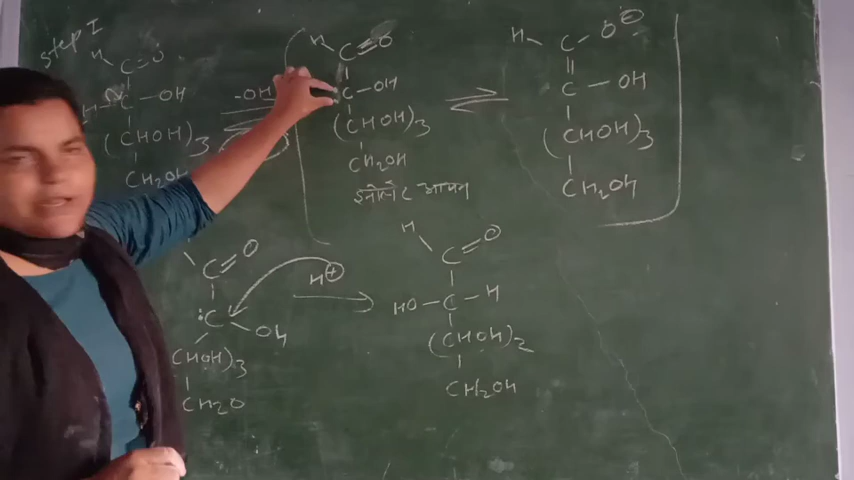 Step I
H
C=O
H-C-OH
(CHOH)3
CH2OH
-OH
H
C=O
C-OH
(CHOH)3
CH2OH
इनोलेट आयन
H
C-O⊖
C-OH
(CHOH)3
CH2OH
C=O
:C
OH
(CHOH)3
CH2O
H⊕
H
C=O
HO-C-H
(CHOH)2
CH2OH